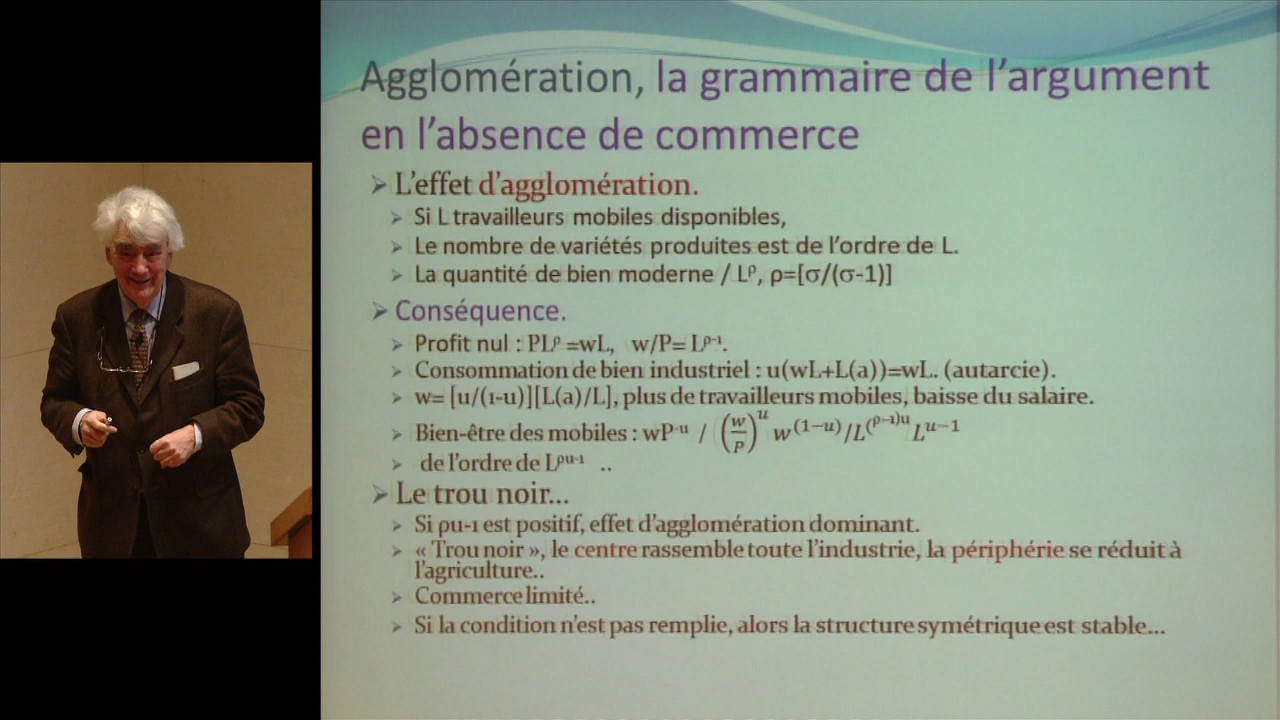 Agglomération, la grammaire de l'argument
en l'absence de commerce
➢ L'effet d'agglomération.
➢ Si L travailleurs mobiles disponibles,
➢ Le nombre de variétés produites est de l'ordre de L.
➢ La quantité de bien moderne / Lᵖ, ρ=[σ/(σ-1)]
➢ Conséquence.
➢ Profit nul : PLᵖ =wL, w/P= Lᵖ⁻¹.
➢ Consommation de bien industriel : u(wL+L(a))=wL. (autarcie).
➢ w= [u/(1-u)][L(a)/L], plus de travailleurs mobiles, baisse du salaire.
➢ Bien-être des mobiles : wP⁻ᵘ / (w/P)ᵘ w⁽¹⁻ᵘ⁾/L⁽ᵖ⁻¹⁾ᵘ Lᵘ⁻¹
➢ de l'ordre de Lᵖᵘ⁻¹ ..
➢ Le trou noir...
➢ Si ρu-1 est positif, effet d'agglomération dominant.
➢ « Trou noir », le centre rassemble toute l'industrie, la périphérie se réduit à
l'agriculture..
➢ Commerce limité..
➢ Si la condition n'est pas remplie, alors la structure symétrique est stable...